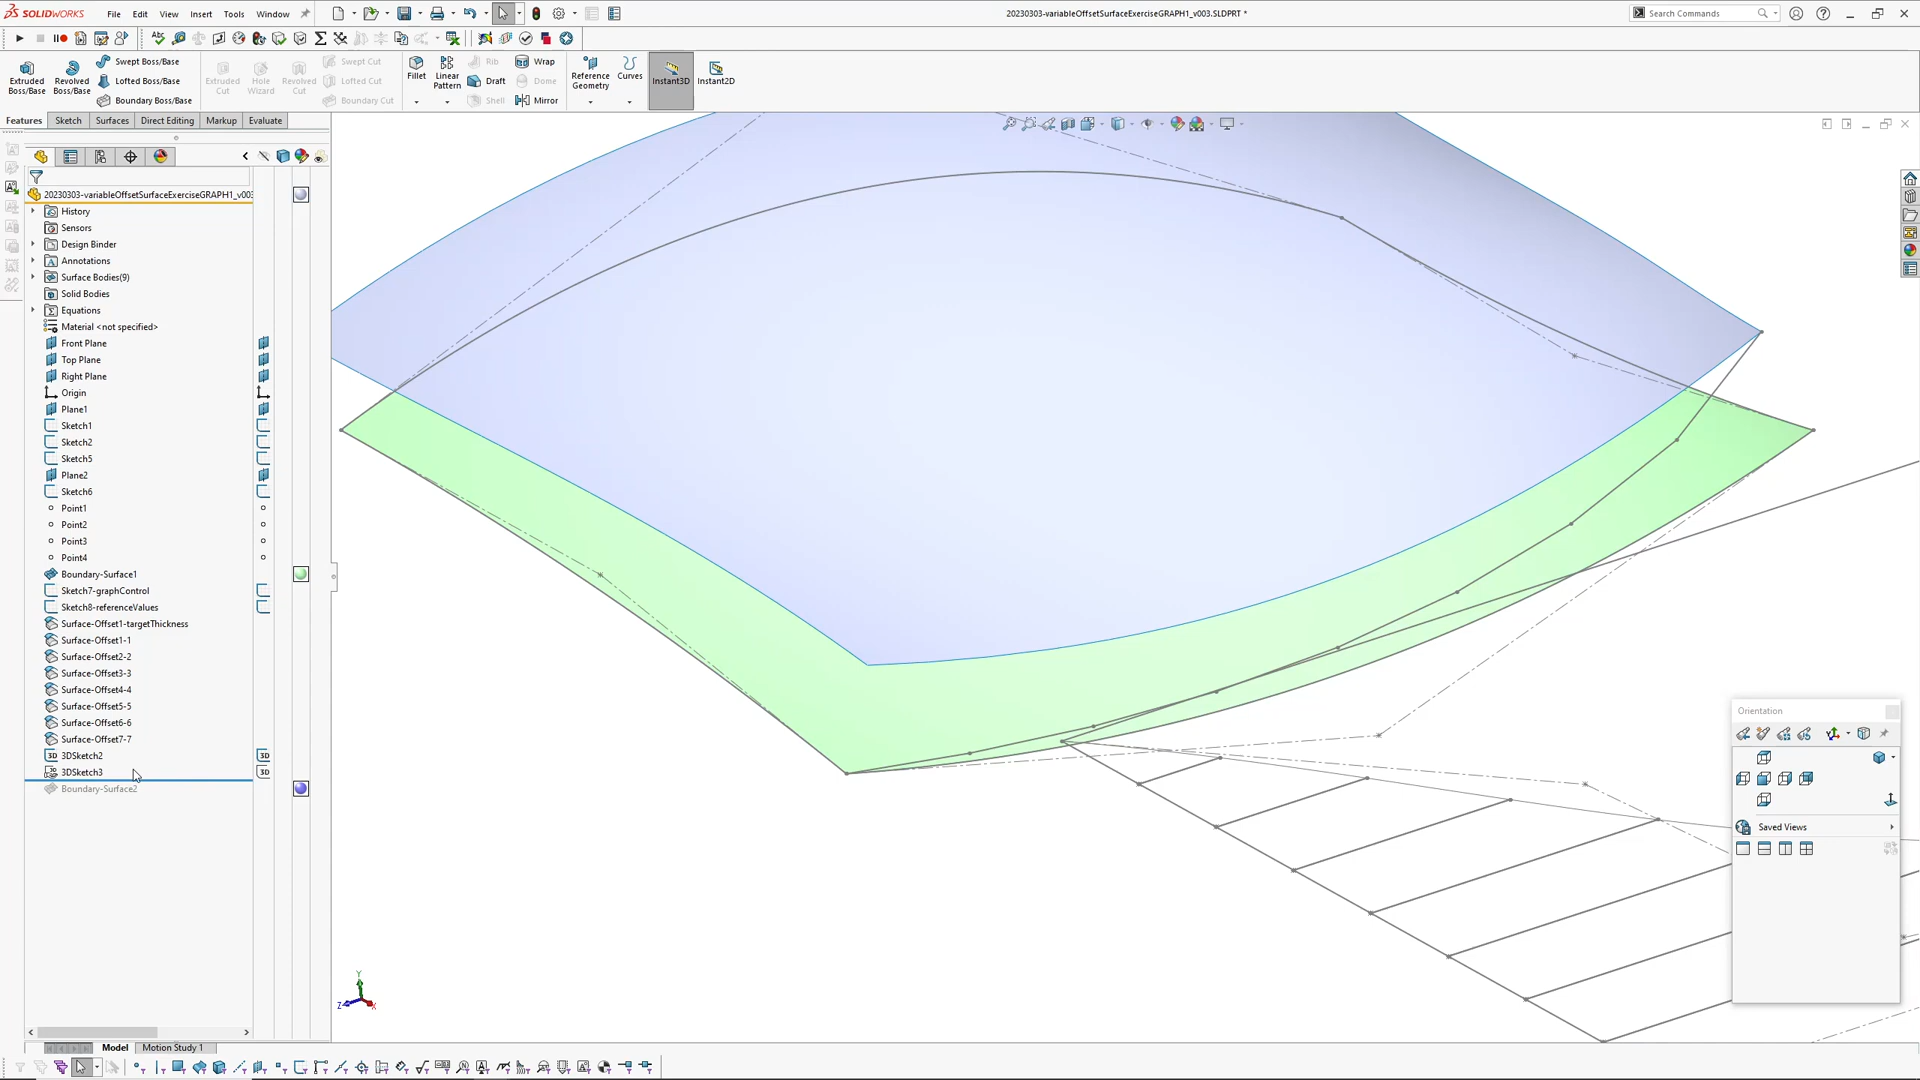 SOLIDWORKS File Edit View Insert Tools Window 20230303-variableOffsetSurfaceExerciseGRAPH1_v003.SLDPRT * Search Commands
Extruded Boss/Base
Revolved Boss/Base
Swept Boss/Base
Lofted Boss/Base
Boundary Boss/Base
Extruded Cut
Hole Wizard
Revolved Cut
Swept Cut
Lofted Cut
Boundary Cut
Fillet
Linear Pattern
Rib
Draft
Shell
Wrap
Dome
Mirror
Reference Geometry
Curves
Instant3D
Instant2D
Features Sketch Surfaces Direct Editing Markup Evaluate
20230303-variableOffsetSurfaceExerciseGRAPH1_v003
History
Sensors
Design Binder
Annotations
Surface Bodies(9)
Solid Bodies
Equations
Material <not specified>
Front Plane
Top Plane
Right Plane
Origin
Plane1
Sketch1
Sketch2
Sketch5
Plane2
Sketch6
Point1
Point2
Point3
Point4
Boundary-Surface1
Sketch7-graphControl
Sketch8-referenceValues
Surface-Offset1-targetThickness
Surface-Offset1-1
Surface-Offset2-2
Surface-Offset3-3
Surface-Offset4-4
Surface-Offset5-5
Surface-Offset6-6
Surface-Offset7-7
3DSketch2
3DSketch3
Boundary-Surface2
Orientation
Saved Views
Y
Z
X
Model Motion Study 1